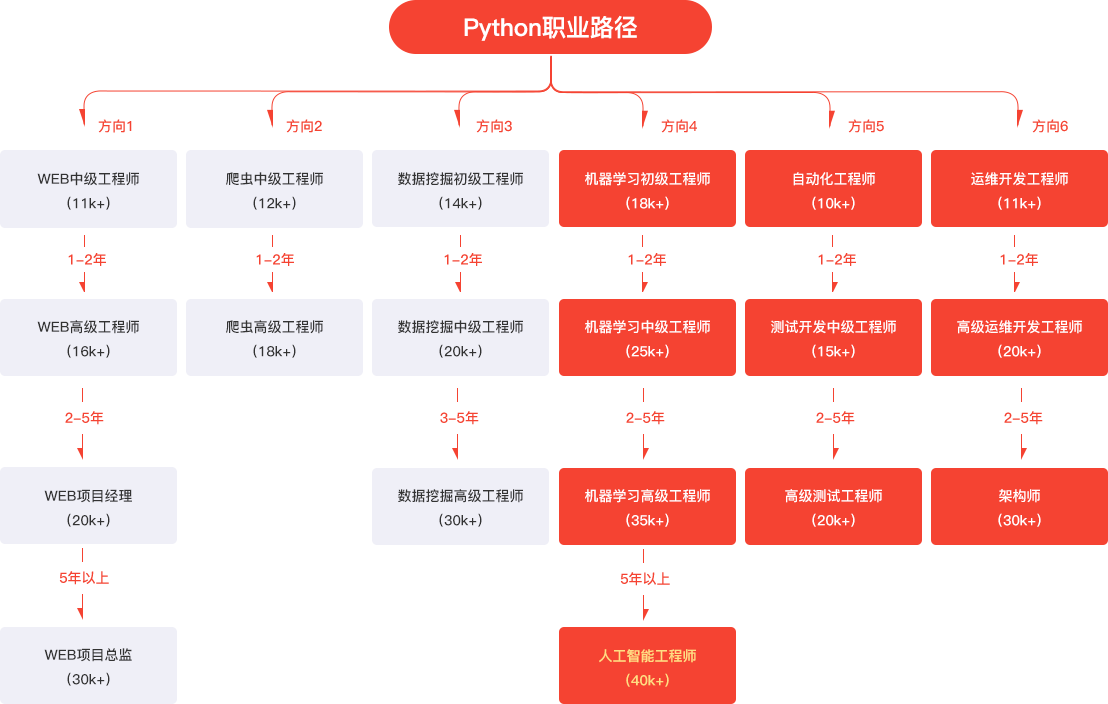 Python职业路径
方向1
方向2
方向3
方向4
方向5
方向6
WEB中级工程师
(11k+)
爬虫中级工程师
(12k+)
数据挖掘初级工程师
(14k+)
机器学习初级工程师
(18k+)
自动化工程师
(10k+)
运维开发工程师
(11k+)
1-2年
1-2年
1-2年
1-2年
1-2年
1-2年
WEB高级工程师
(16k+)
爬虫高级工程师
(18k+)
数据挖掘中级工程师
(20k+)
机器学习中级工程师
(25k+)
测试开发中级工程师
(15k+)
高级运维开发工程师
(20k+)
2-5年
3-5年
2-5年
2-5年
2-5年
WEB项目经理
(20k+)
数据挖掘高级工程师
(30k+)
机器学习高级工程师
(35k+)
高级测试工程师
(20k+)
架构师
(30k+)
5年以上
5年以上
WEB项目总监
(30k+)
人工智能工程师
(40k+)